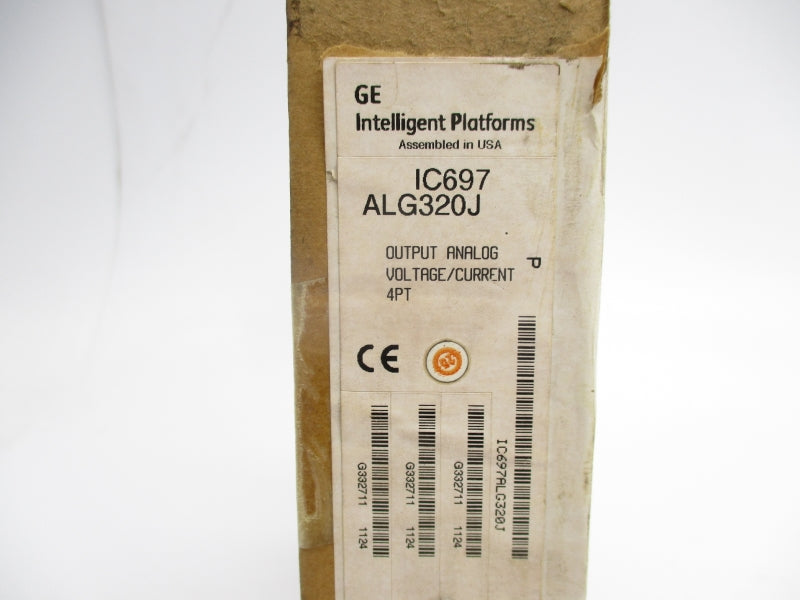 GE
Intelligent Platforms
Assembled in USA
IC697
ALG320J
OUTPUT ANALOG
VOLTAGE/CURRENT
4PT
P
CE
G332711 1124
G332711 1124
G332711 1124
IC697ALG320J